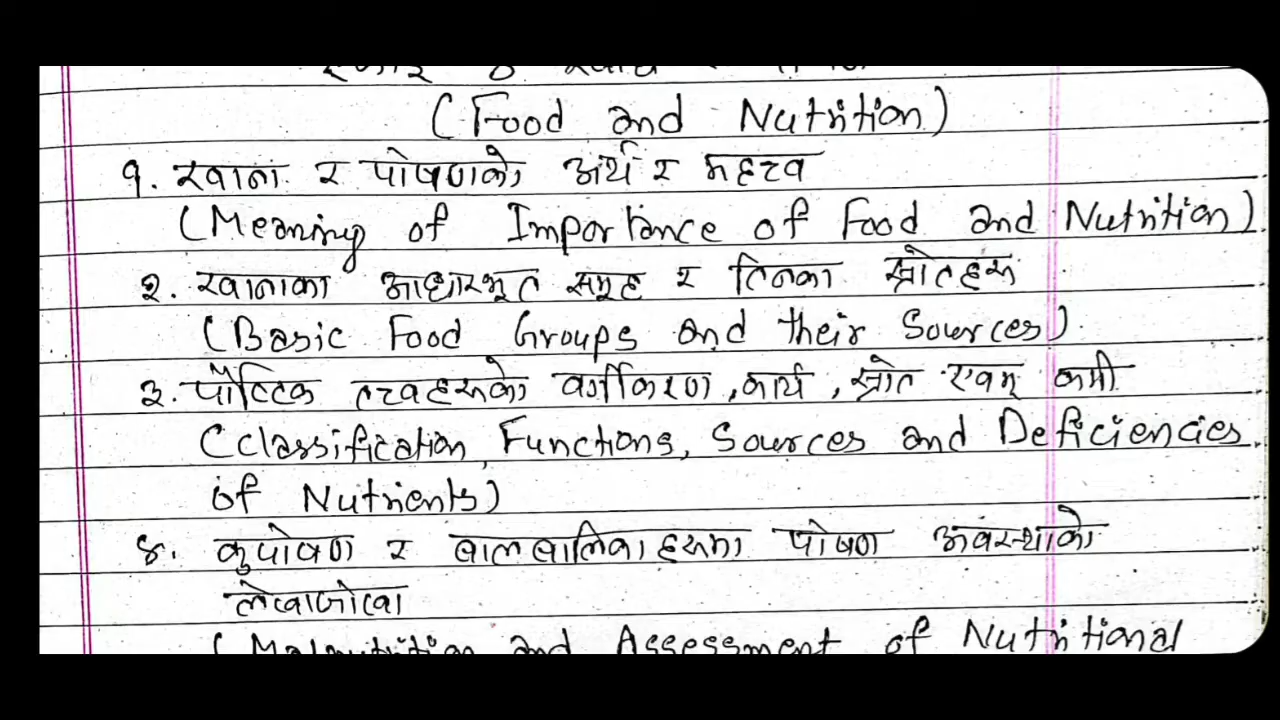 (Food and Nutrition)
१. खाना र पोषणको अर्थ र महत्व
(Meaning of Importance of Food and Nutrition)
२. खानाका आधारभूत समूह र तिनका स्रोतहरू
(Basic Food Groups and their Sources)
३. पौष्टिक तत्वहरूको वर्गीकरण, कार्य, स्रोत एवम् कमी
(Classification, Functions, Sources and Deficiencies
of Nutrients)
४. कुपोषण र बालबालिकाहरूमा पोषण अवस्थाको
लेखाजोखा
(Malnutrition and Assessment of Nutritional